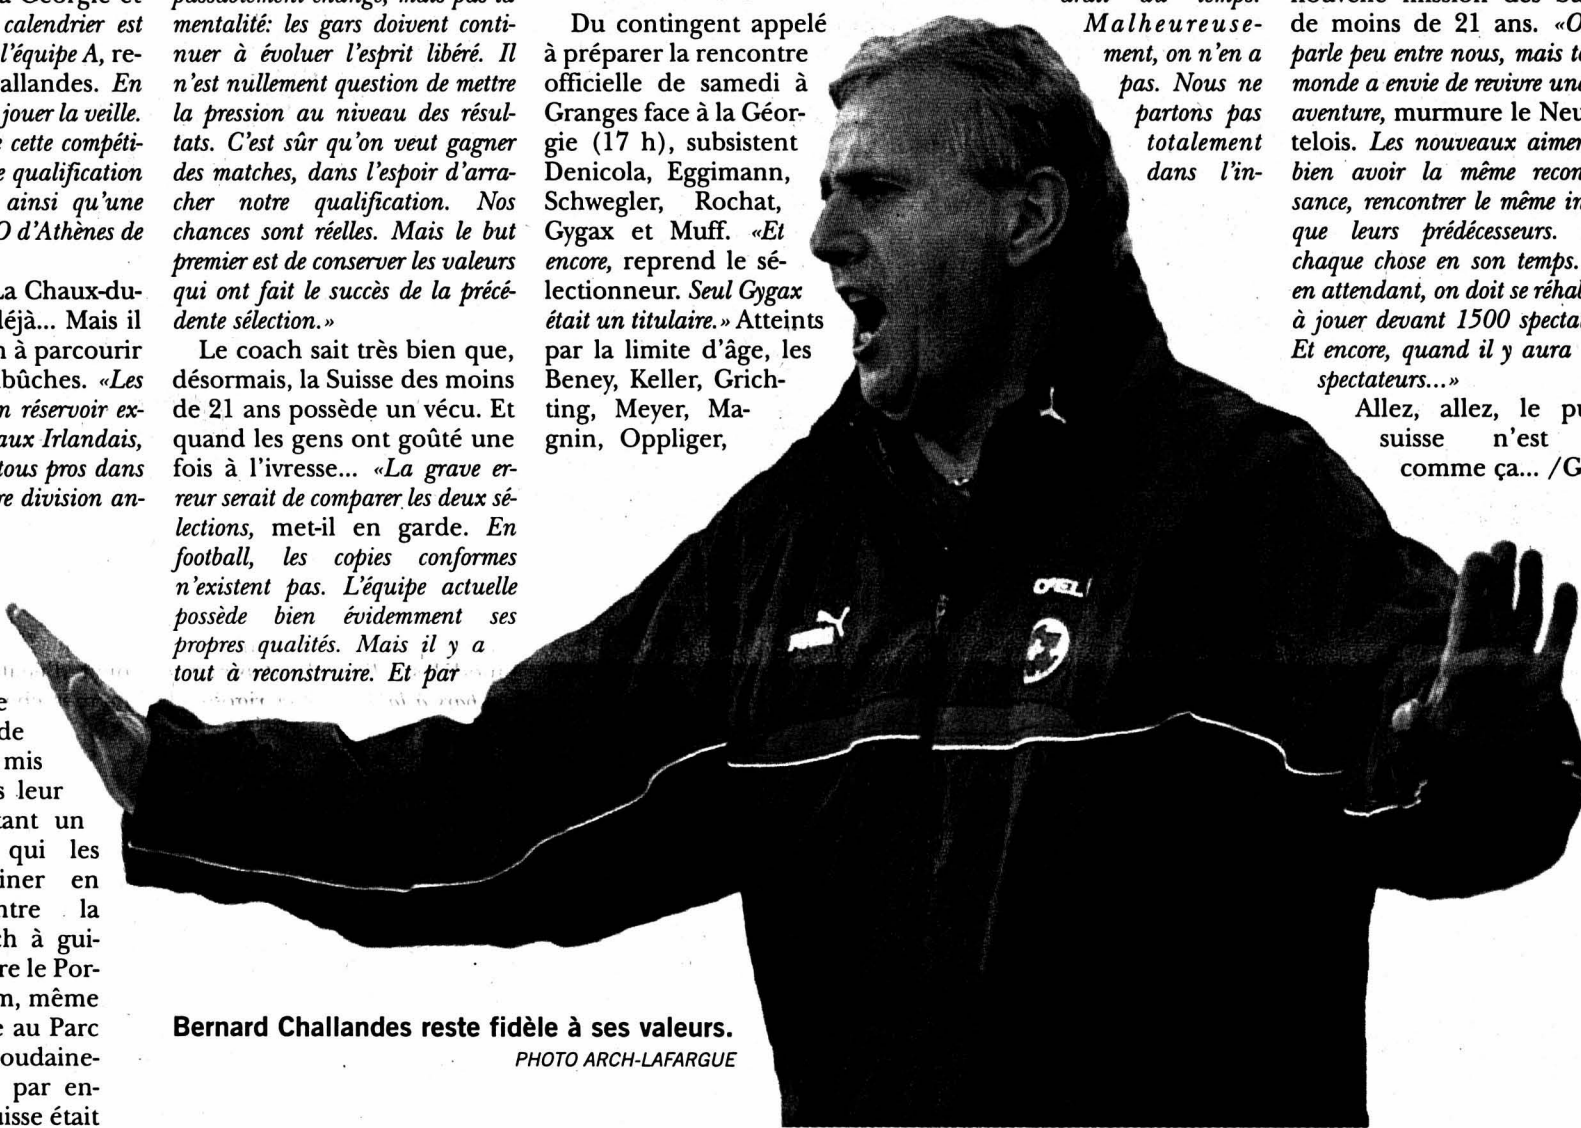 calendrier est
l'équipe A, re-
allandes. En
jouer la veille.
cette compéti-
qualification
ainsi qu'une
d'Athènes de
La Chaux-du-
déjà... Mais il
à parcourir
bûches. «Les
réservoir ex-
aux Irlandais,
tous pros dans
division an-
de
mis
leur
un
qui les
en
la
à gui-
le Por-
même
au Parc
par en-
était
mentalité: les gars doivent conti-
nuer à évoluer l'esprit libéré. Il
n'est nullement question de mettre
la pression au niveau des résul-
tats. C'est sûr qu'on veut gagner
des matches, dans l'espoir d'arra-
cher notre qualification. Nos
chances sont réelles. Mais le but
premier est de conserver les valeurs
qui ont fait le succès de la précé-
dente sélection.»
Le coach sait très bien que,
désormais, la Suisse des moins
de 21 ans possède un vécu. Et
quand les gens ont goûté une
fois à l'ivresse... «La grave er-
reur serait de comparer les deux sé-
lections, met-il en garde. En
football, les copies conformes
n'existent pas. L'équipe actuelle
possède bien évidemment ses
propres qualités. Mais il y a
tout à reconstruire. Et par
Du contingent appelé
à préparer la rencontre
officielle de samedi à
Granges face à la Géor-
gie (17 h), subsistent
Denicola, Eggimann,
Schwegler, Rochat,
Gygax et Muff. «Et
encore, reprend le sé-
lectionneur. Seul Gygax
était un titulaire.» Atteints
par la limite d'âge, les
Beney, Keller, Grich-
ting, Meyer, Ma-
gnin, Oppliger,
Malheureuse-
ment, on n'en a
pas. Nous ne
partons pas
totalement
dans l'in-
de moins de 21 ans. «O
parle peu entre nous, mais
monde a envie de revivre
aventure, murmure le Neu
telois. Les nouveaux
bien avoir la même recon
sance, rencontrer le même
que leurs prédécesseurs.
chaque chose en son temps.
en attendant, on doit se
à jouer devant 1500
Et encore, quand il y aura
spectateurs...»
Allez, allez, le
suisse n'est
comme ça... /G
OPEL
PUMA
Bernard Challandes reste fidèle à ses valeurs.
PHOTO ARCH-LAFARGUE